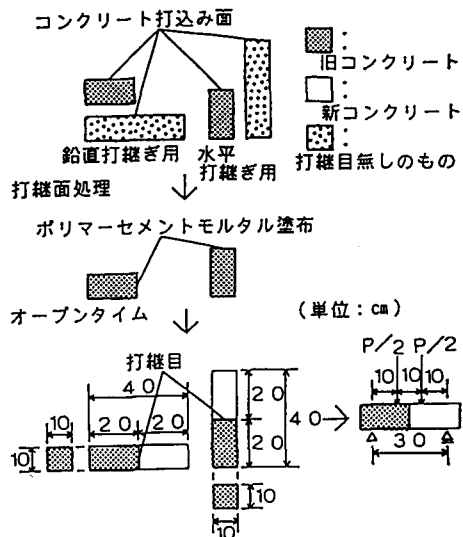 コンクリート打込み面
：
旧コンクリート
：
新コンクリート
：
打継目無しのもの
鉛直打継ぎ用
水平
打継ぎ用
打継面処理
ポリマーセメントモルタル塗布
オープンタイム
(単位：㎝)
打継目
40
20
20
10
10
20
20
40
10
10
P/2
P/2
10
10
10
30